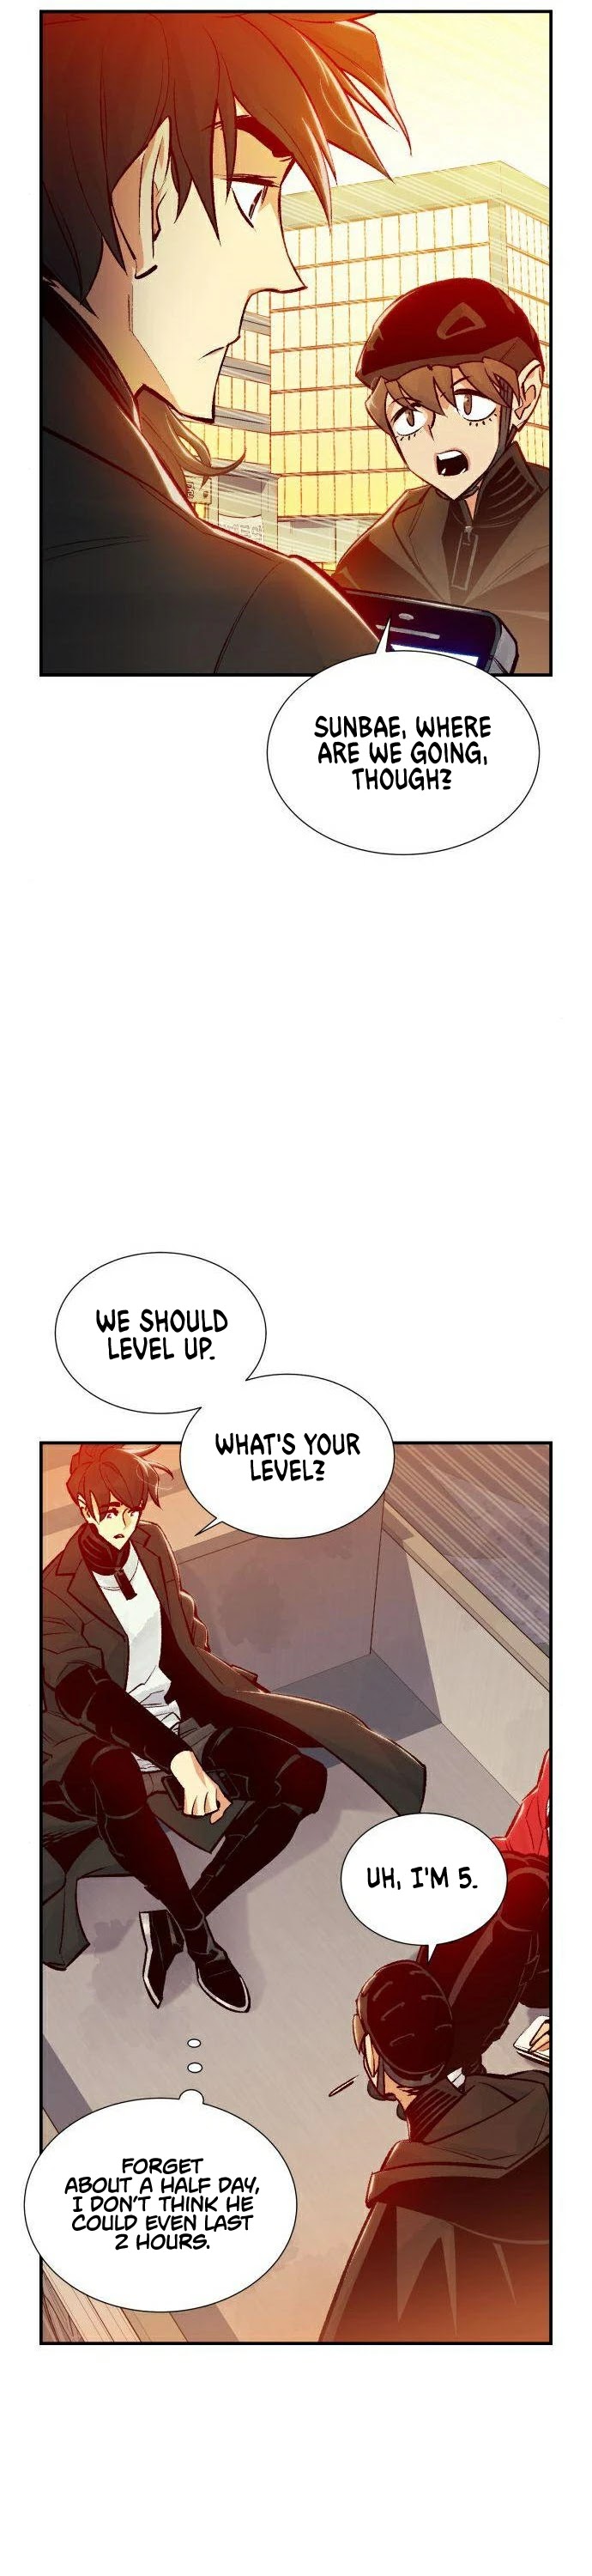 SUNBAE, WHERE
ARE WE GOING,
THOUGH?
WE SHOULD
LEVEL UP.
WHAT'S YOUR
LEVEL?
UH, I'M 5.
FORGET
ABOUT A HALF DAY,
I DON'T THINK HE
COULD EVEN LAST
2 HOURS.